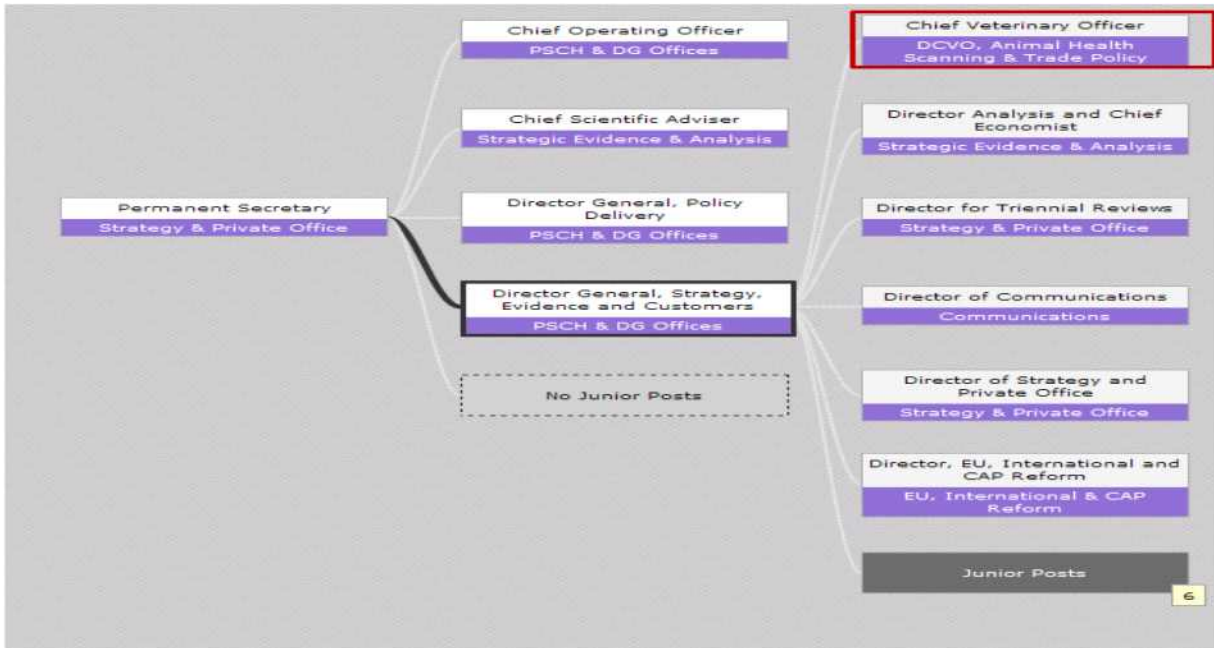 Permanent Secretary
Strategy & Private Office
Chief Operating Officer
PSCH & DG Offices
Chief Scientific Adviser
Strategic Evidence & Analysis
Director General, Policy
Delivery
PSCH & DG Offices
Director General, Strategy,
Evidence and Customers
PSCH & DG Offices
No Junior Posts
Chief Veterinary Officer
DCVO, Animal Health
Scanning & Trade Policy
Director Analysis and Chief
Economist
Strategic Evidence & Analysis
Director for Triennial Reviews
Strategy & Private Office
Director of Communications
Communications
Director of Strategy and
Private Office
Strategy & Private Office
Director, EU, International and
CAP Reform
EU, International & CAP
Reform
Junior Posts
6